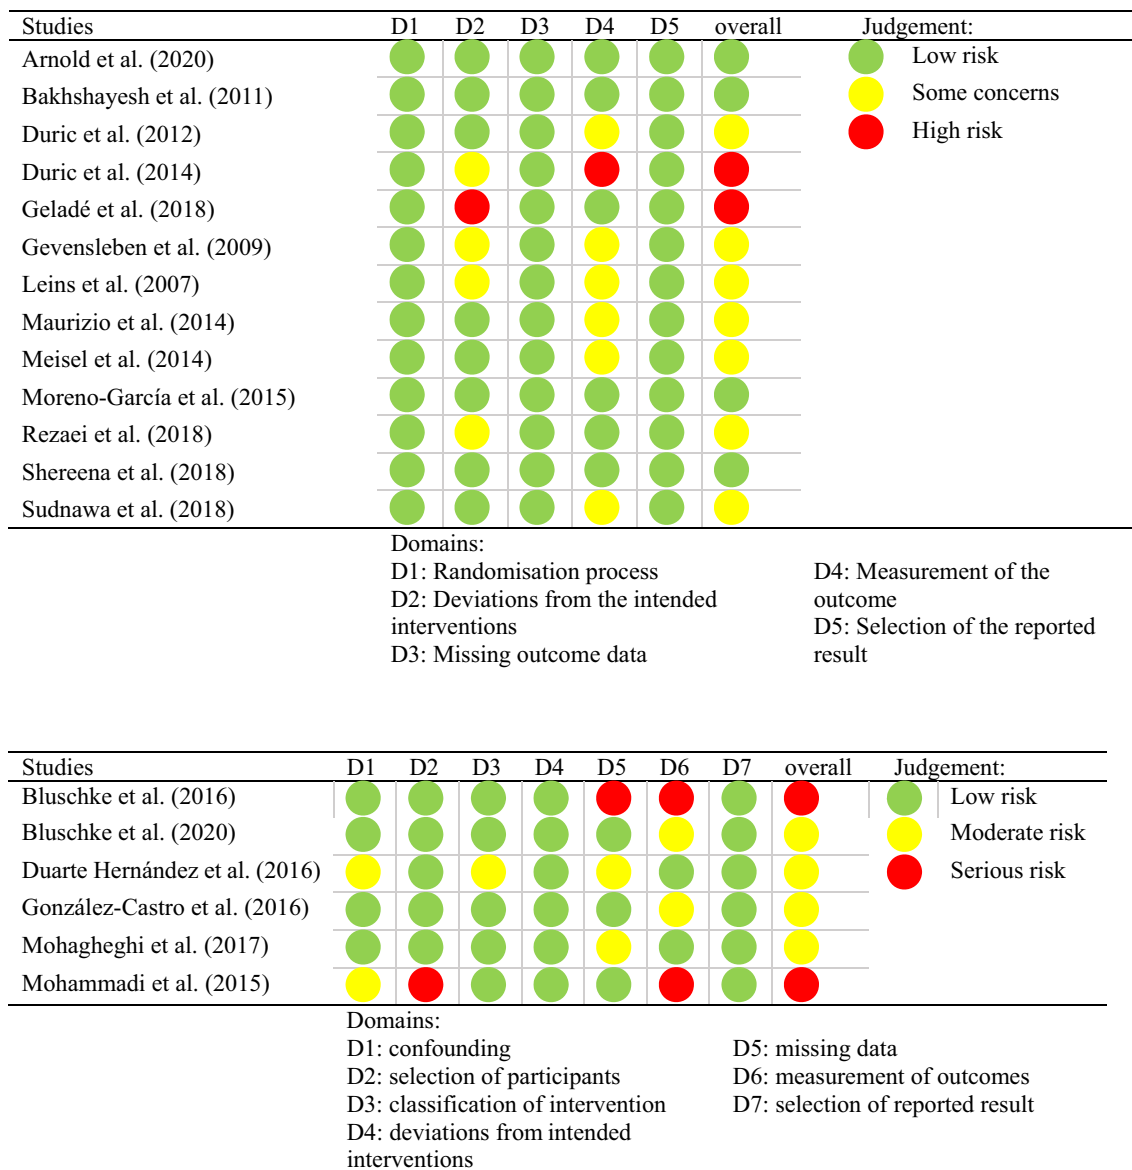 Studies D1 D2 D3 D4 D5 overall Judgement:
Arnold et al. (2020) Low risk
Bakhshayesh et al. (2011) Some concerns
Duric et al. (2012) High risk
Duric et al. (2014)
Geladé et al. (2018)
Gevensleben et al. (2009)
Leins et al. (2007)
Maurizio et al. (2014)
Meisel et al. (2014)
Moreno-García et al. (2015)
Rezaei et al. (2018)
Shereena et al. (2018)
Sudnawa et al. (2018)
Domains:
D1: Randomisation process
D2: Deviations from the intended
interventions
D3: Missing outcome data
D4: Measurement of the
outcome
D5: Selection of the reported
result
Studies D1 D2 D3 D4 D5 D6 D7 overall Judgement:
Bluschke et al. (2016) Low risk
Bluschke et al. (2020) Moderate risk
Duarte Hernández et al. (2016) Serious risk
González-Castro et al. (2016)
Mohagheghi et al. (2017)
Mohammadi et al. (2015)
Domains:
D1: confounding
D2: selection of participants
D3: classification of intervention
D4: deviations from intended
interventions
D5: missing data
D6: measurement of outcomes
D7: selection of reported result